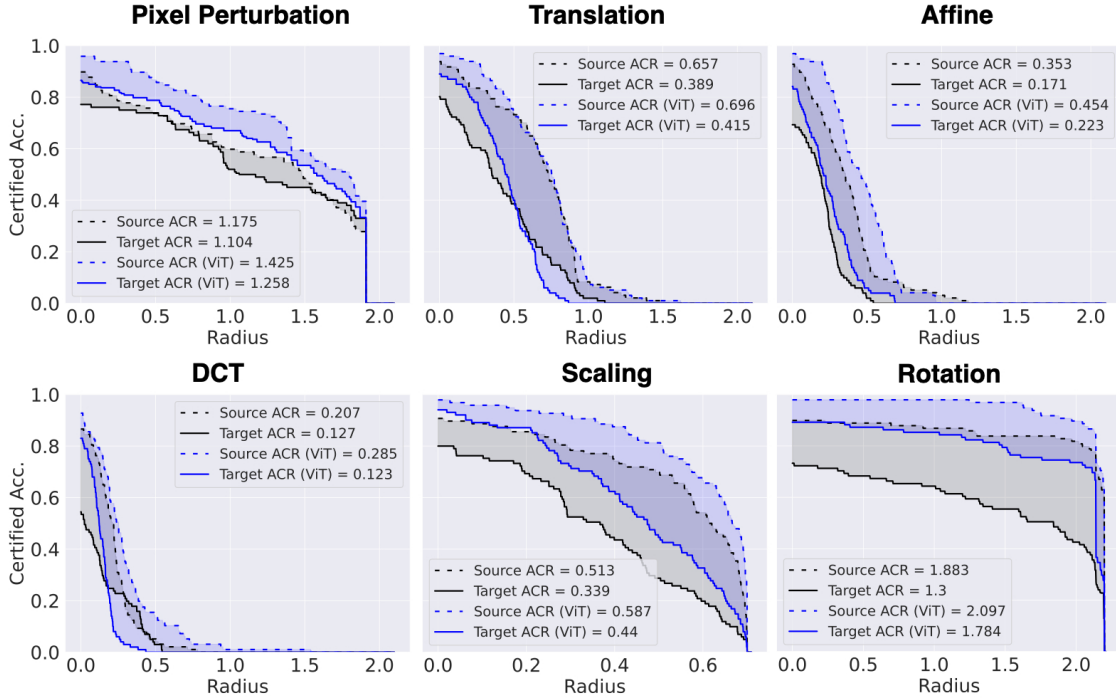 Pixel Perturbation
Translation
Affine
1.0
0.8
0.6
0.4
0.2
0.0
Certified Acc.
Source ACR = 1.175
Target ACR = 1.104
Source ACR (ViT) = 1.425
Target ACR (ViT) = 1.258
0.0 0.5 1.0 1.5 2.0
Radius
Source ACR = 0.657
Target ACR = 0.389
Source ACR (ViT) = 0.696
Target ACR (ViT) = 0.415
0.0 0.5 1.0 1.5 2.0
Radius
Source ACR = 0.353
Target ACR = 0.171
Source ACR (ViT) = 0.454
Target ACR (ViT) = 0.223
0.0 0.5 1.0 1.5 2.0
Radius
DCT
Scaling
Rotation
1.0
0.8
0.6
0.4
0.2
0.0
Certified Acc.
Source ACR = 0.207
Target ACR = 0.127
Source ACR (ViT) = 0.285
Target ACR (ViT) = 0.123
0.0 0.5 1.0 1.5 2.0
Radius
Source ACR = 0.513
Target ACR = 0.339
Source ACR (ViT) = 0.587
Target ACR (ViT) = 0.44
0.0 0.2 0.4 0.6
Radius
Source ACR = 1.883
Target ACR = 1.3
Source ACR (ViT) = 2.097
Target ACR (ViT) = 1.784
0.0 0.5 1.0 1.5 2.0
Radius